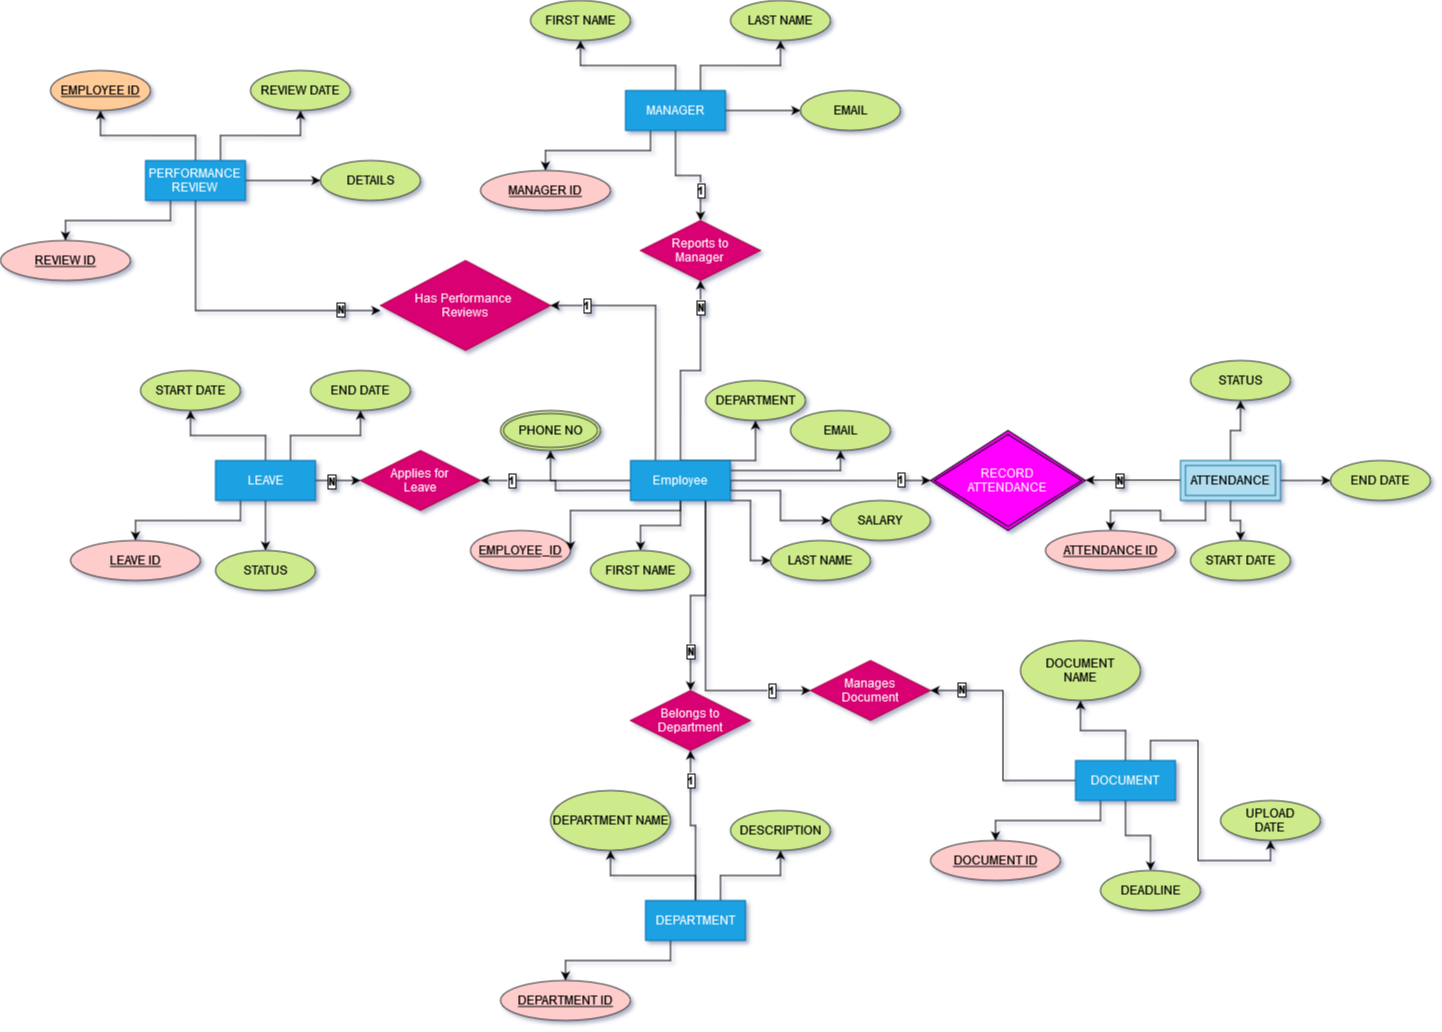 FIRST NAME
LAST NAME
EMPLOYEE ID
REVIEW DATE
MANAGER
EMAIL
PERFORMANCE
REVIEW
DETAILS
MANAGER ID
1
REVIEW ID
Reports to
Manager
Has Performance
Reviews
N
1
N
START DATE
END DATE
DEPARTMENT
STATUS
PHONE NO
EMAIL
LEAVE
N
Applies for
Leave
1
Employee
1
RECORD
ATTENDANCE
N
ATTENDANCE
END DATE
SALARY
EMPLOYEE_ID
LAST NAME
ATTENDANCE ID
START DATE
LEAVE ID
STATUS
FIRST NAME
N
DOCUMENT
NAME
1
Manages
Document
N
Belongs to
Department
1
DOCUMENT
DEPARTMENT NAME
DESCRIPTION
UPLOAD
DATE
DOCUMENT ID
DEADLINE
DEPARTMENT
DEPARTMENT ID